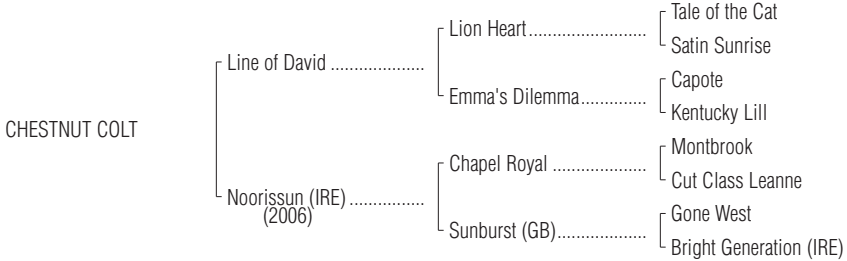 Tale of the Cat
Lion Heart..........................
Satin Sunrise
Line of David .....................
Capote
Emma's Dilemma...............
Kentucky Lill
CHESTNUT COLT
Montbrook
Chapel Royal .....................
Cut Class Leanne
Noorissun (IRE) .................
(2006)
Gone West
Sunburst (GB)....................
Bright Generation (IRE)